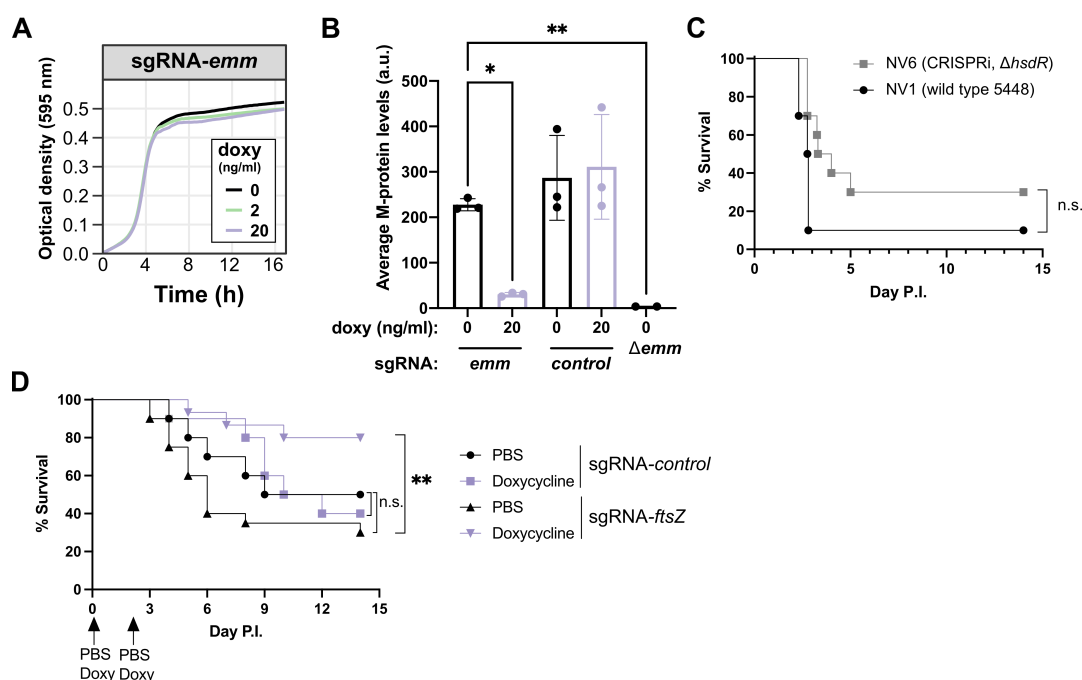 A
sgRNA-emm
Optical density (595 nm)
0.5
0.4
0.3
0.2
0.1
0.0
doxy
(ng/ml)
0
2
20
0 4 8 12 16
Time (h)
B
**
*
Average M-protein levels (a.u.)
500
400
300
200
100
0
doxy (ng/ml): 0 20 0 20 0
sgRNA: emm control Δemm
C
NV6 (CRISPRi, ΔhsdR)
NV1 (wild type 5448)
% Survival
100
80
60
40
20
0
n.s.
0 5 10 15
Day P.I.
D
% Survival
100
80
60
40
20
0
n.s.
**
0 3 6 9 12 15
Day P.I.
PBS PBS
Doxy Doxy
PBS
Doxycycline
sgRNA-control
PBS
Doxycycline
sgRNA-ftsZ